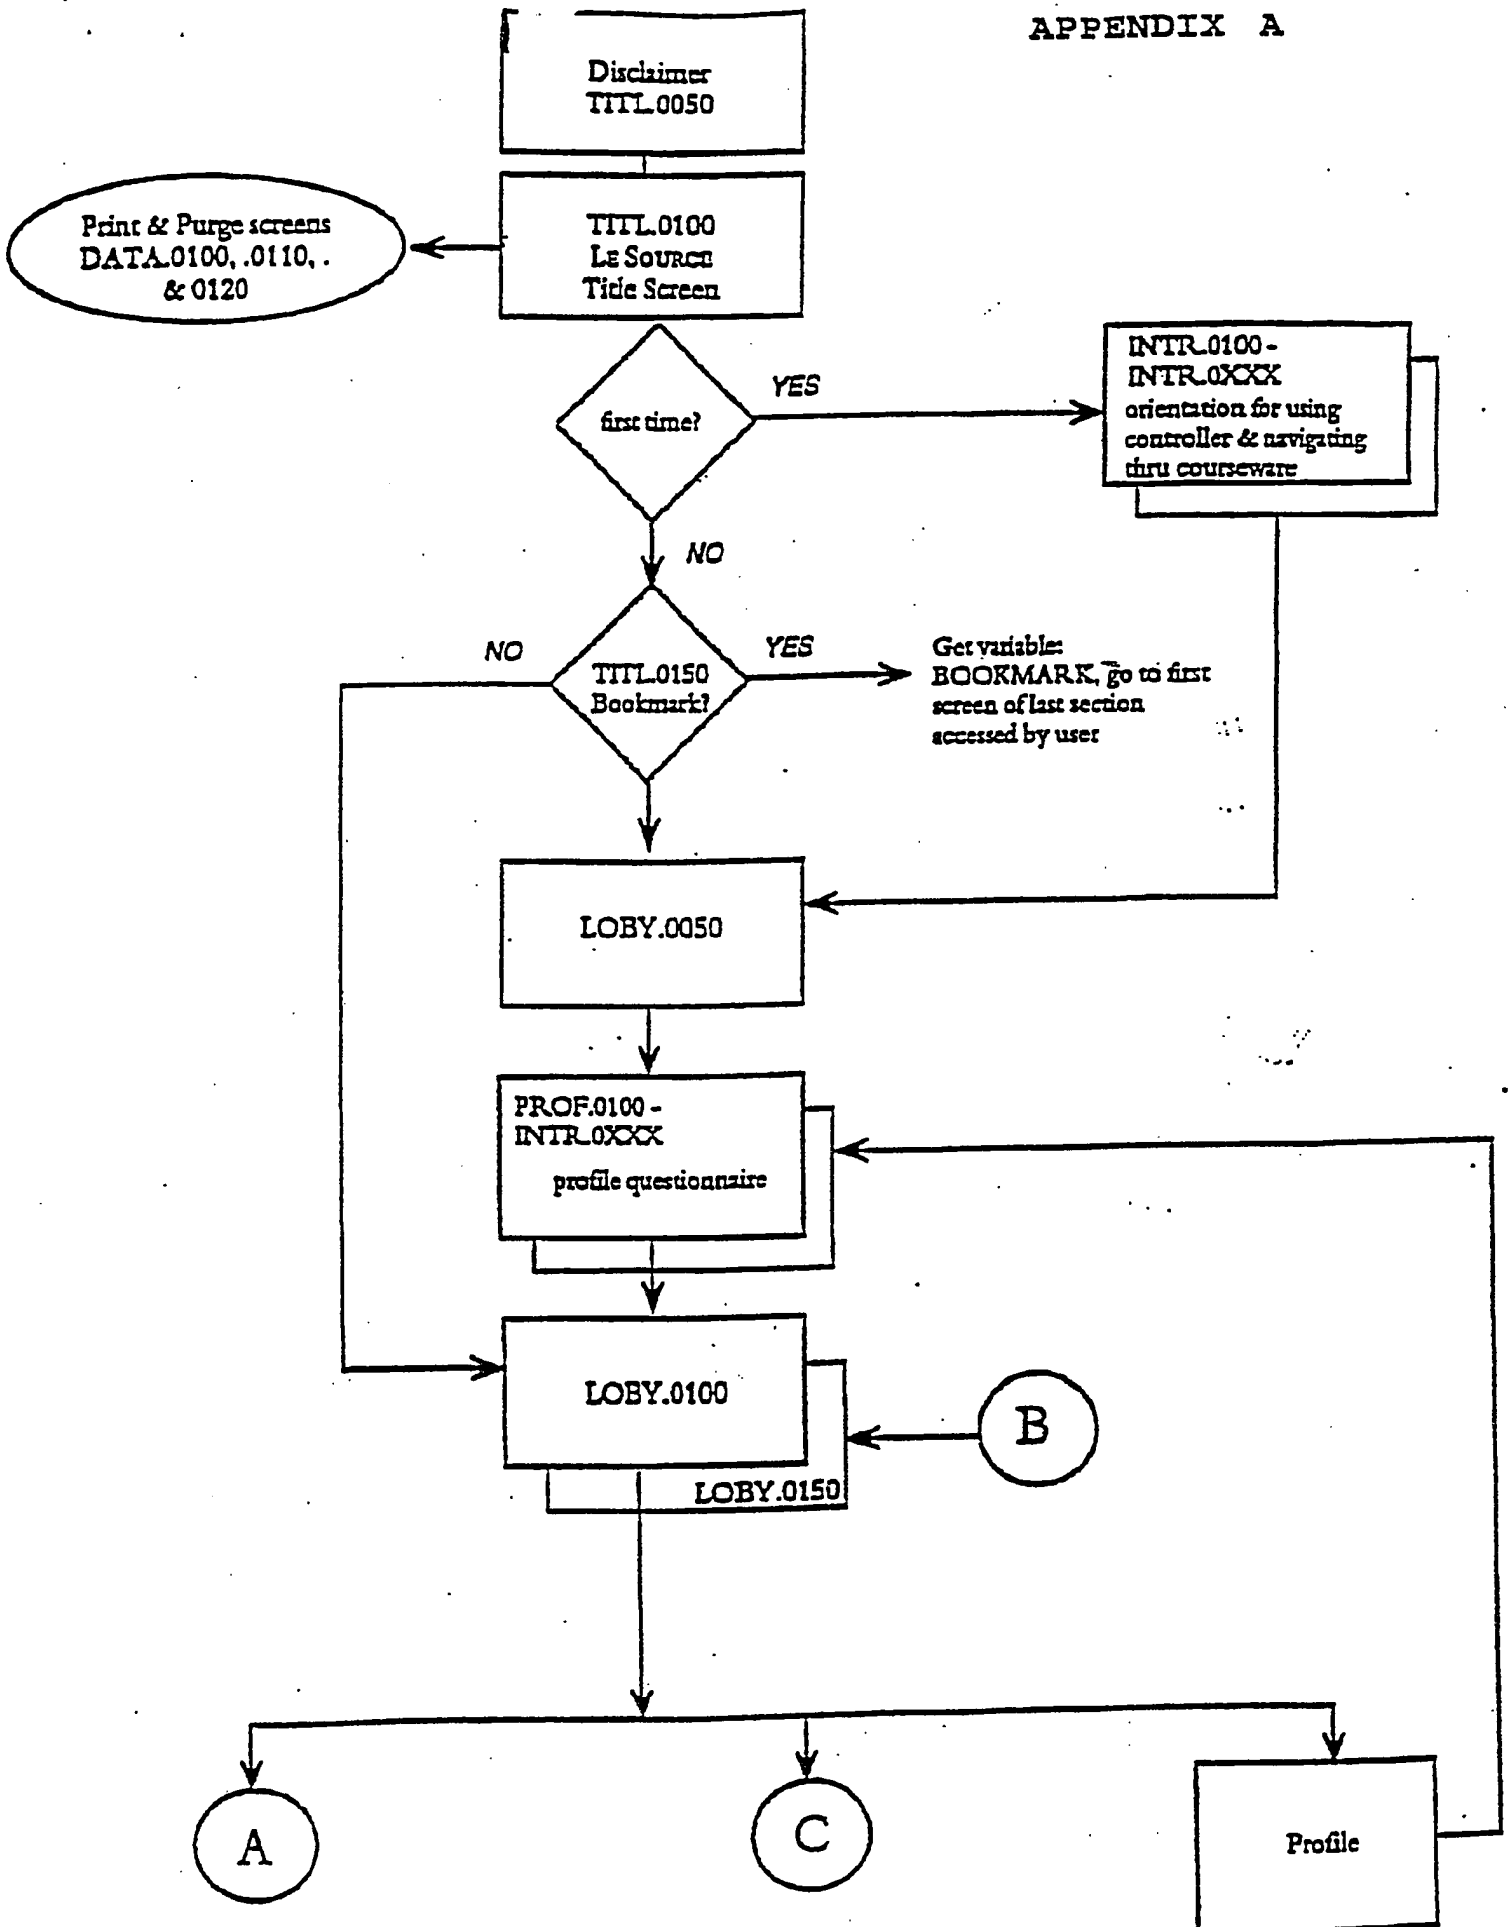 APPENDIX A
Disclaimer
TITL.0050
Print & Purge screens
DATA.0100, .0110, .
& 0120
TITL.0100
LE SOURCE
Title Screen
first time?
YES
INTR.0100 -
INTR.0XXX
orientation for using
controller & navigating
thru courseware
NO
NO
TITL.0150
Bookmark?
YES
Get variable:
BOOKMARK, go to first
screen of last section
accessed by user
LOBY.0050
PROF.0100 -
INTR.0XXX
profile questionnaire
LOBY.0100
LOBY.0150
B
A
C
Profile